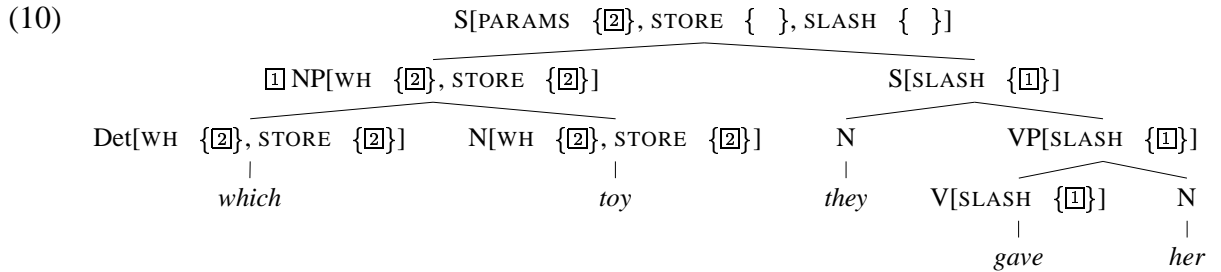 (10) S[PARAMS {2}, STORE { }, SLASH { }]
1 NP[WH {2}, STORE {2}] S[SLASH {1}]
Det[WH {2}, STORE {2}] N[WH {2}, STORE {2}] N VP[SLASH {1}]
which toy they V[SLASH {1}] N
gave her